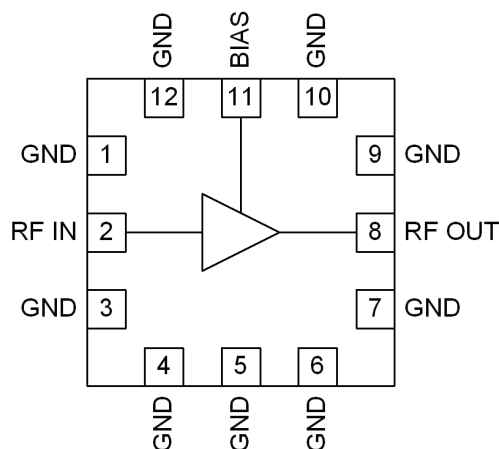 GND
BIAS
GND
12
11
10
GND
1
9
GND
RF IN
2
8
RF OUT
GND
3
7
GND
4
5
6
GND
GND
GND